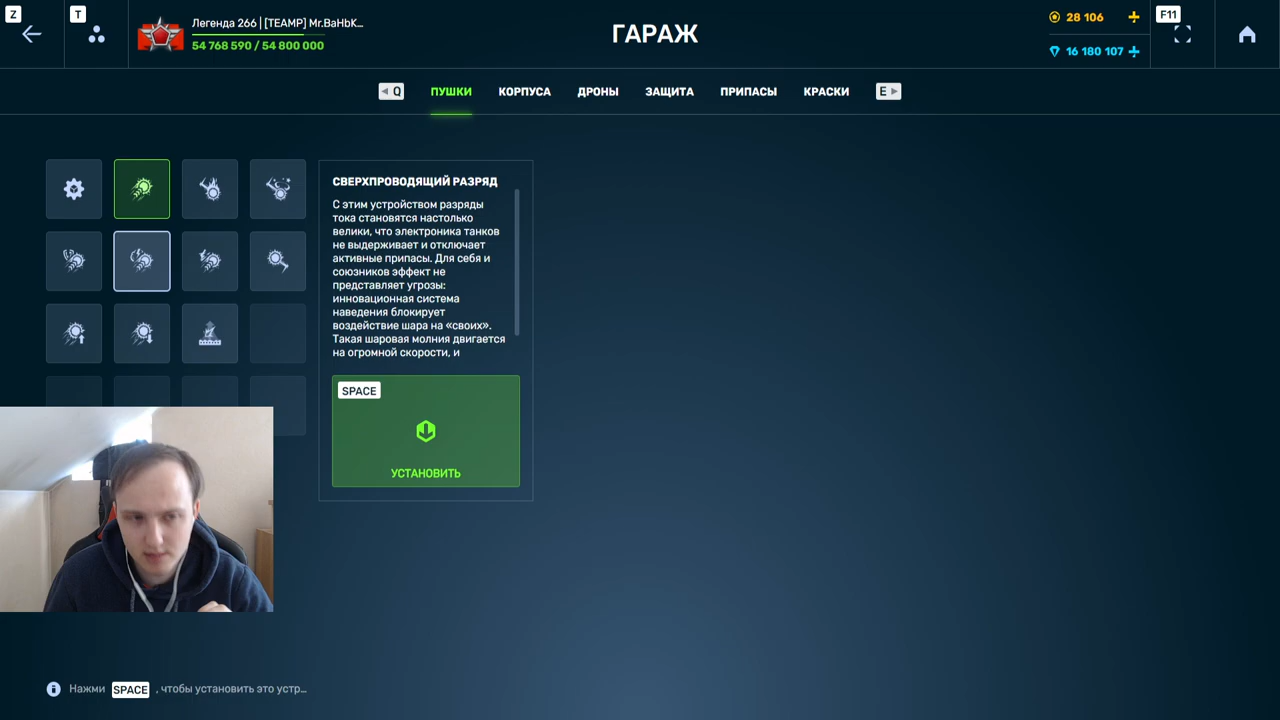 Z
T
Легенда 266 | [TEAMP] Mr.BaHbK...
54 768 590 / 54 800 000
ГАРАЖ
28 106
16 180 107
F11
Q
ПУШКИ
КОРПУСА
ДРОНЫ
ЗАЩИТА
ПРИПАСЫ
КРАСКИ
E
СВЕРХПРОВОДЯЩИЙ РАЗРЯД
С этим устройством разряды
тока становятся настолько
велики, что электроника танков
не выдерживает и отключает
активные припасы. Для себя и
союзников эффект не
представляет угрозы:
инновационная система
наведения блокирует
воздействие шара на «своих».
Такая шаровая молния двигается
на огромной скорости, и
SPACE
УСТАНОВИТЬ
Нажми SPACE , чтобы установить это устр...